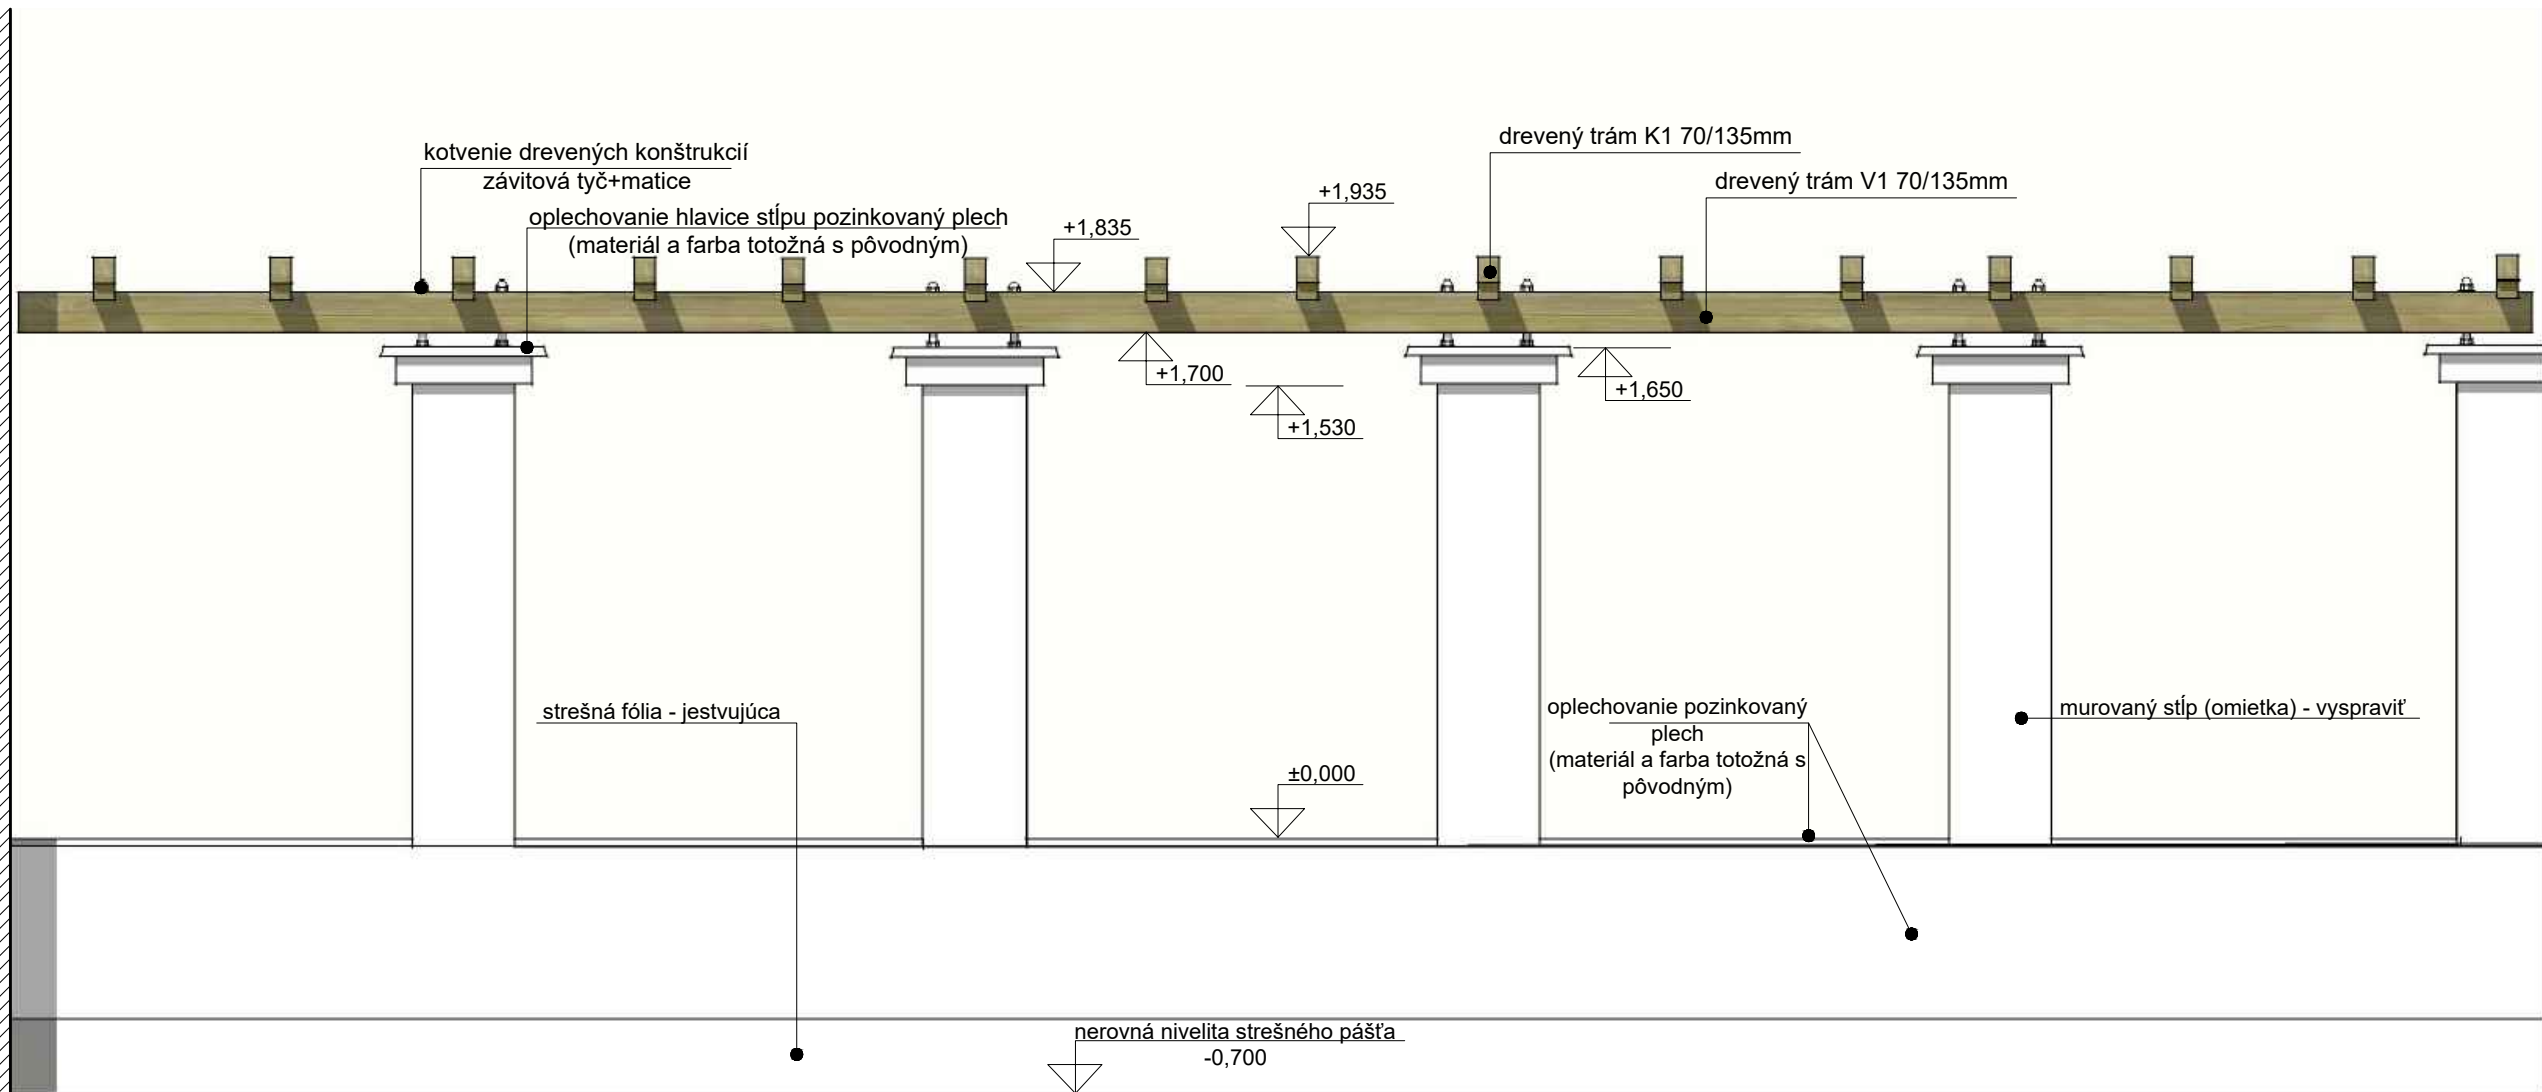 drevený trám K1 70/135mm
kotvenie drevených konštrukcií
závitová tyč+matice
drevený trám V1 70/135mm
+1,935
oplechovanie hlavice stĺpu pozinkovaný plech
(materiál a farba totožná s pôvodným)
+1,835
+1,700
+1,650
+1,530
strešná fólia - jestvujúca
oplechovanie pozinkovaný
plech
(materiál a farba totožná s
pôvodným)
murovaný stĺp (omietka) - vyspraviť
±0,000
nerovná nivelita strešného pášťa
-0,700